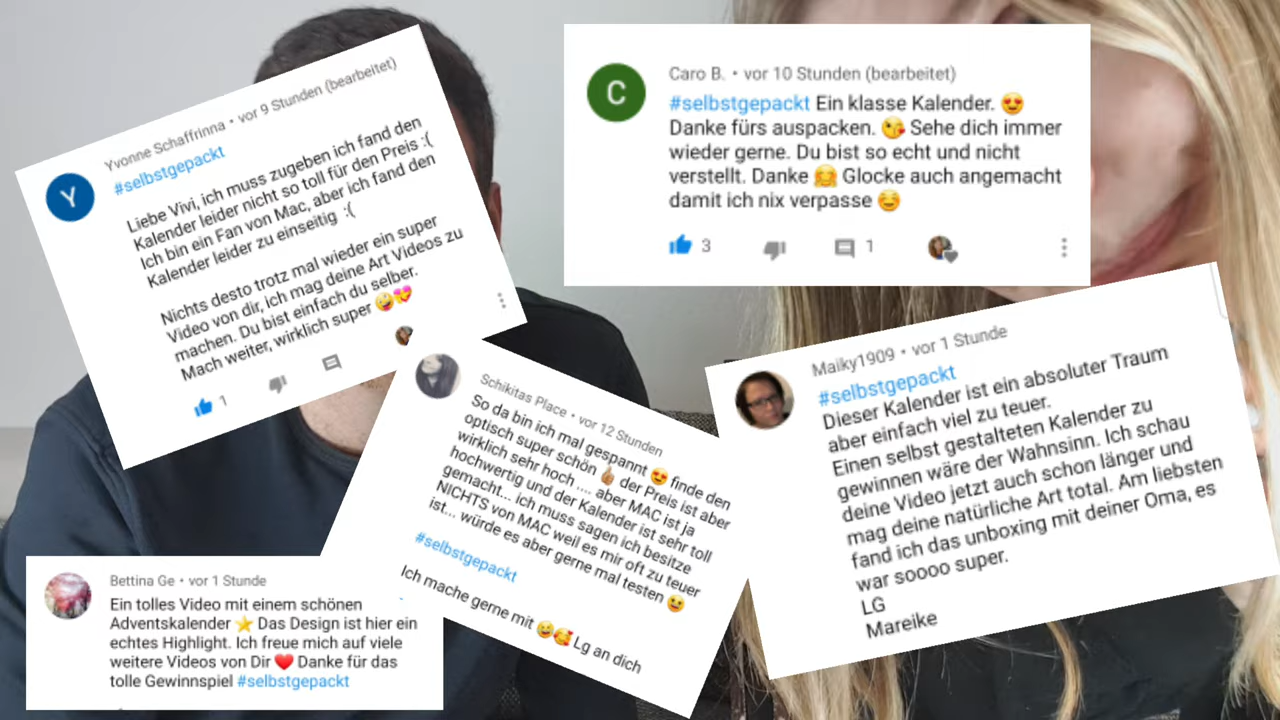 Yvonne Schaffrinna • vor 9 Stunden (bearbeitet)
Y
#selbstgepackt
Liebe Vivi, ich muss zugeben ich fand den
Kalender leider nicht so toll für den Preis :(
Ich bin ein Fan von Mac, aber ich fand den
Kalender leider zu einseitig :(
Nichts desto trotz mal wieder ein super
Video von dir, ich mag deine Art Videos zu
machen. Du bist einfach du selber.
Mach weiter, wirklich super 🤪💝
1
Caro B. • vor 10 Stunden (bearbeitet)
C
#selbstgepackt Ein klasse Kalender. 😍
Danke fürs auspacken. 😘 Sehe dich immer
wieder gerne. Du bist so echt und nicht
verstellt. Danke 🤗 Glocke auch angemacht
damit ich nix verpasse ☺️
3 1
Schikitas Place • vor 12 Stunden
So da bin ich mal gespannt 😍 finde den
optisch super schön 👍🏽 der Preis ist aber
wirklich sehr hoch .... aber MAC ist ja
hochwertig und der Kalender ist sehr toll
gemacht... ich muss sagen ich besitze
NICHTS von MAC weil es mir oft zu teuer
ist... würde es aber gerne mal testen 😉
#selbstgepackt
Ich mache gerne mit 😅🥰 Lg an dich
Maiky1909 • vor 1 Stunde
#selbstgepackt
Dieser Kalender ist ein absoluter Traum
aber einfach viel zu teuer.
Einen selbst gestalteten Kalender zu
gewinnen wäre der Wahnsinn. Ich schau
deine Video jetzt auch schon länger und
mag deine natürliche Art total. Am liebsten
fand ich das unboxing mit deiner Oma, es
war soooo super.
LG
Mareike
Bettina Ge • vor 1 Stunde
Ein tolles Video mit einem schönen
Adventskalender ⭐ Das Design ist hier ein
echtes Highlight. Ich freue mich auf viele
weitere Videos von Dir ❤️ Danke für das
tolle Gewinnspiel #selbstgepackt